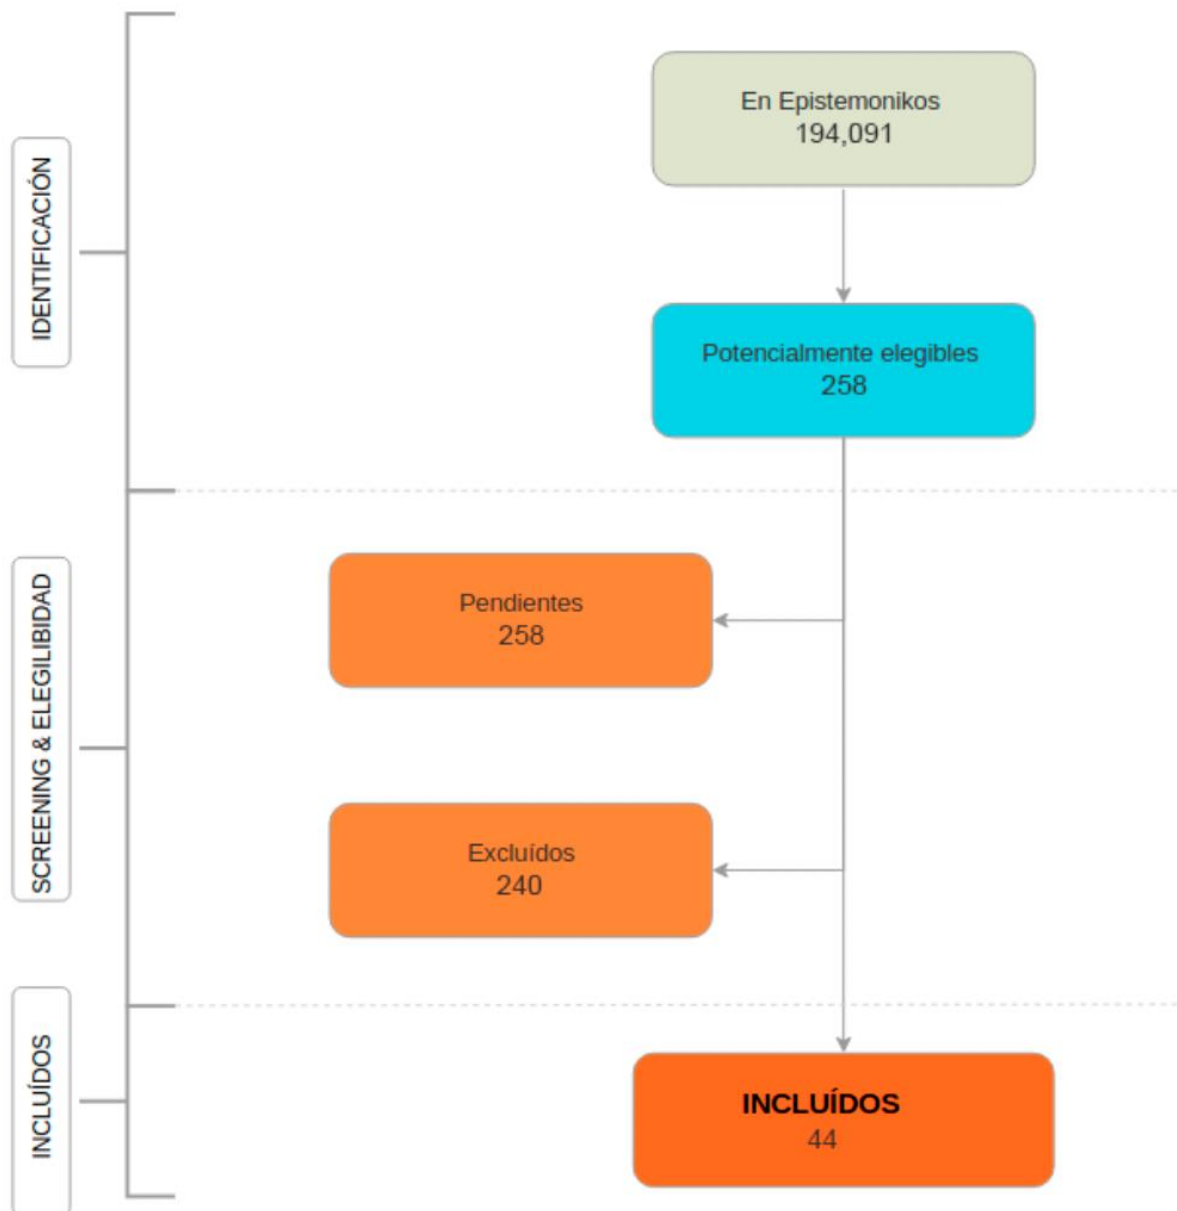 IDENTIFICACIÓN
En Epistemonikos
194,091
Potencialmente elegibles
258
SCREENING & ELEGILIBIDAD
Pendientes
258
Excluídos
240
INCLUÍDOS
INCLUÍDOS
44